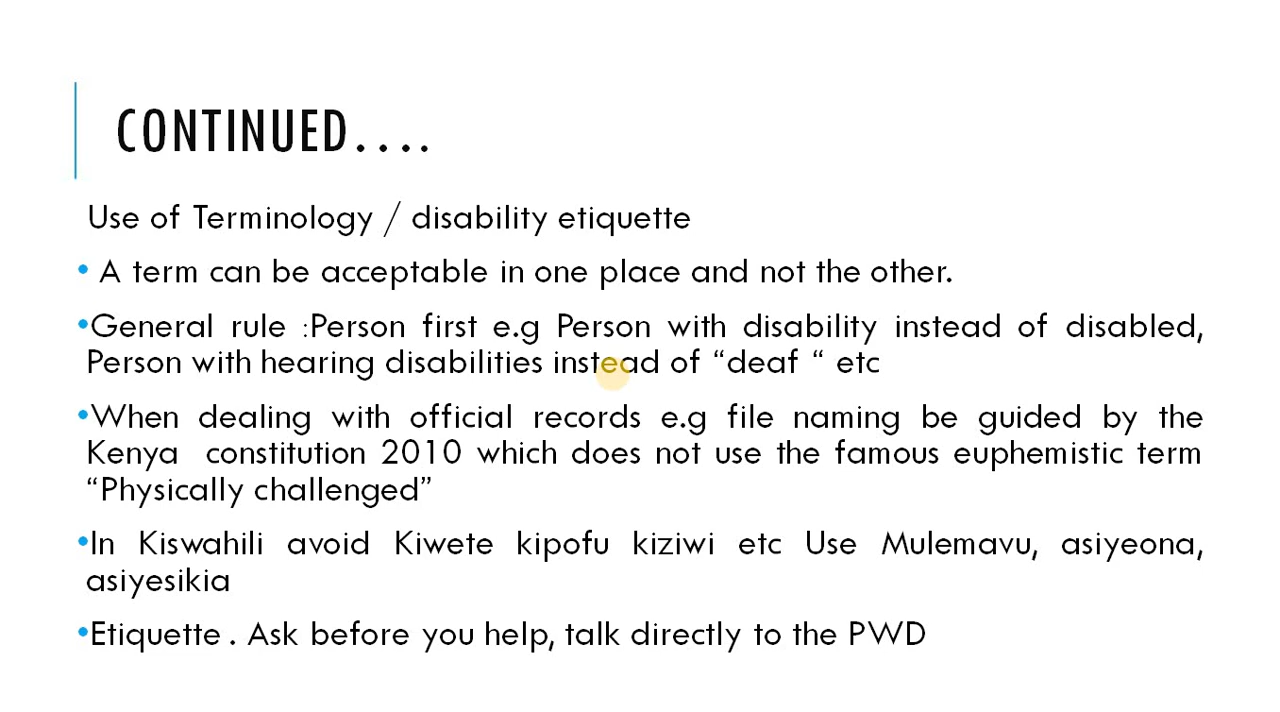 CONTINUED....
Use of Terminology / disability etiquette
• A term can be acceptable in one place and not the other.
•General rule :Person first e.g Person with disability instead of disabled,
Person with hearing disabilities instead of “deaf “ etc
•When dealing with official records e.g file naming be guided by the
Kenya constitution 2010 which does not use the famous euphemistic term
“Physically challenged”
•In Kiswahili avoid Kiwete kipofu kiziwi etc Use Mulemavu, asiyeona,
asiyesikia
•Etiquette . Ask before you help, talk directly to the PWD